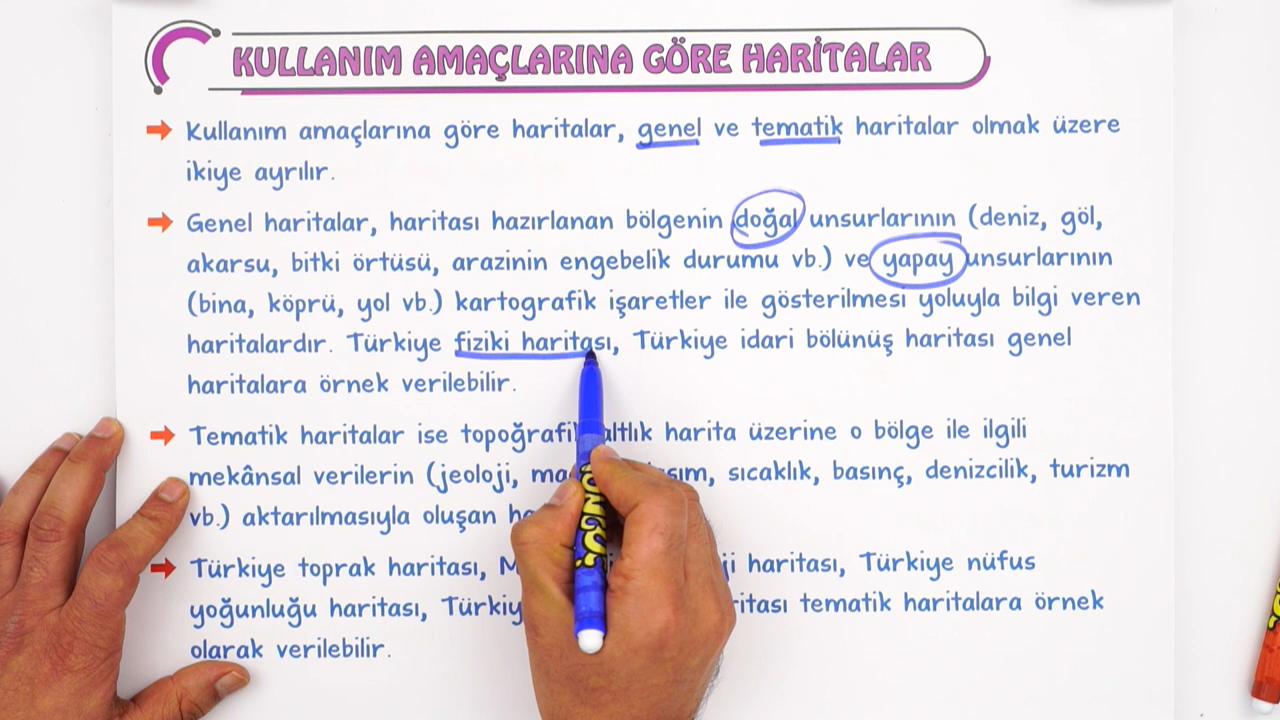 KULLANIM AMAÇLARINA GÖRE HARİTALAR
Kullanım amaçlarına göre haritalar, genel ve tematik haritalar olmak üzere
ikiye ayrılır.
Genel haritalar, haritası hazırlanan bölgenin doğal unsurlarının (deniz, göl,
akarsu, bitki örtüsü, arazinin engebelik durumu vb.) ve yapay unsurlarının
(bina, köprü, yol vb.) kartografik işaretler ile gösterilmesi yoluyla bilgi veren
haritalardır. Türkiye fiziki haritası, Türkiye idari bölünüş haritası genel
haritalara örnek verilebilir.
Tematik haritalar ise topoğrafik altlık harita üzerine o bölge ile ilgili
mekânsal verilerin (jeoloji, sıcaklık, basınç, denizcilik, turizm
vb.) aktarılmasıyla oluşan
Türkiye toprak haritası, haritası, Türkiye nüfus
yoğunluğu haritası, tematik haritalara örnek
olarak verilebilir.